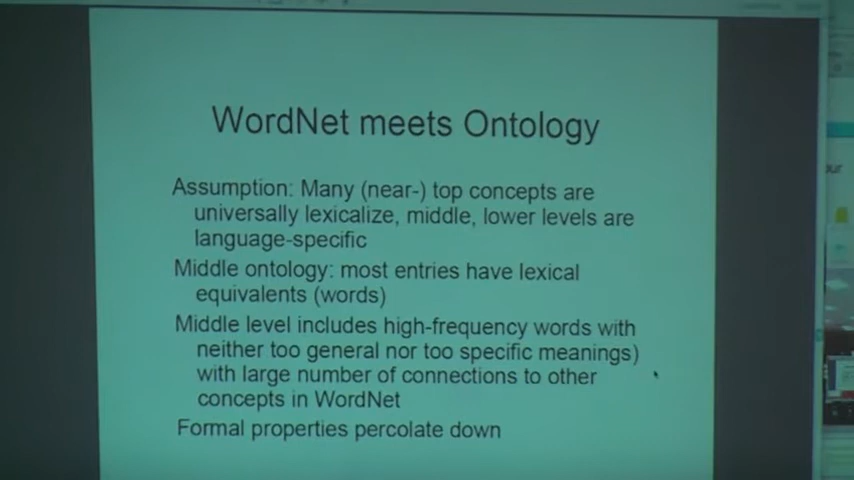 WordNet meets Ontology
Assumption: Many (near-) top concepts are
universally lexicalize, middle, lower levels are
language-specific
Middle ontology: most entries have lexical
equivalents (words)
Middle level includes high-frequency words with
neither too general nor too specific meanings)
with large number of connections to other
concepts in WordNet
Formal properties percolate down